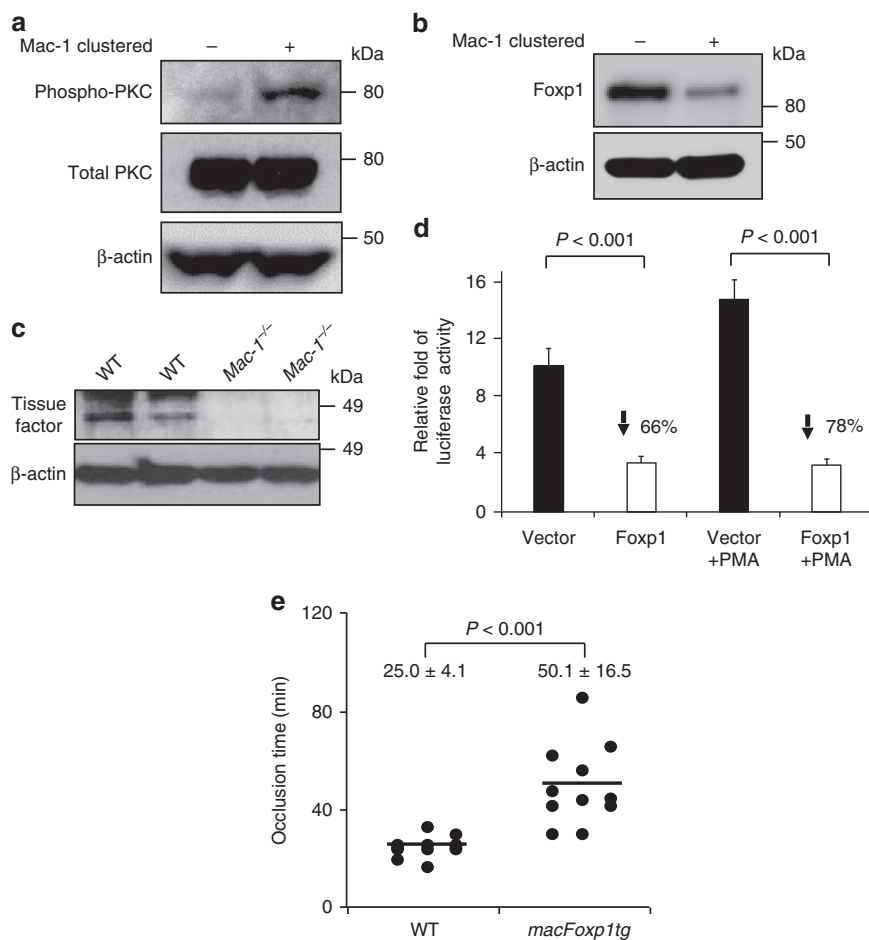 a
Mac-1 clustered – +
kDa
Phospho-PKC
80
Total PKC
80
50
β-actin
b
Mac-1 clustered – +
kDa
Foxp1
80
50
β-actin
c
WT WT Mac-1–/– Mac-1–/–
kDa
Tissue
factor
49
49
β-actin
d
P < 0.001
P < 0.001
Relative fold of
luciferase activity
16
12
8
4
0
66%
78%
Vector
Foxp1
Vector
+PMA
Foxp1
+PMA
e
P < 0.001
25.0 ± 4.1
50.1 ± 16.5
Occlusion time (min)
120
80
40
0
WT
macFoxp1tg